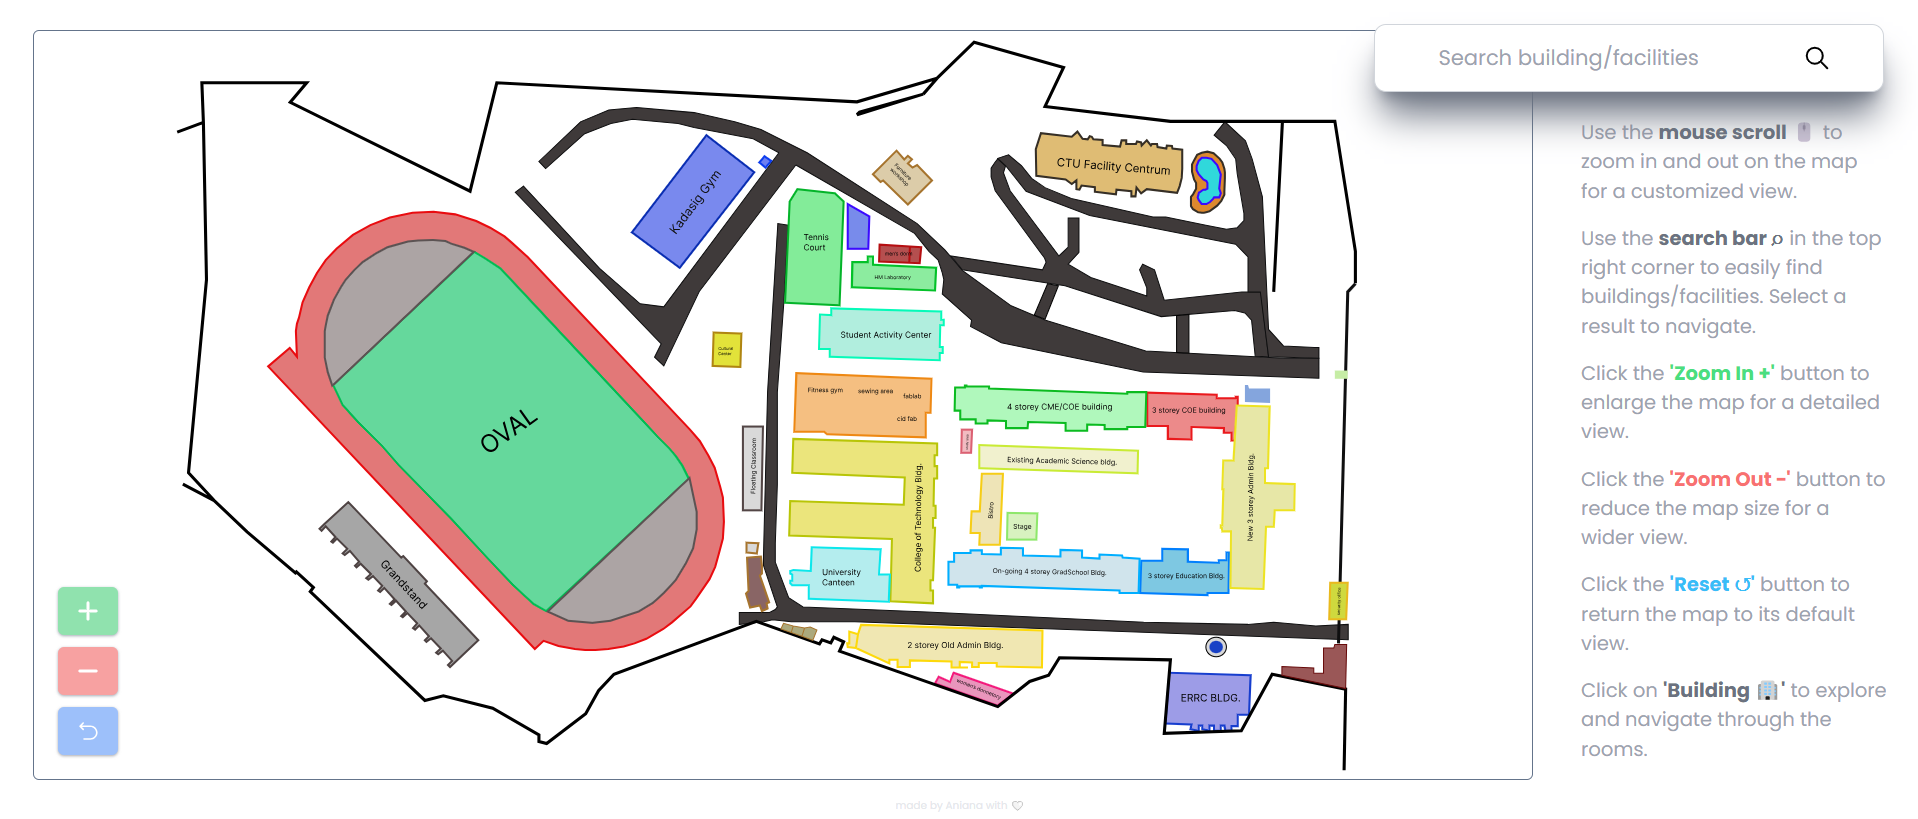 Search building/facilities
Use the mouse scroll to
zoom in and out on the map
for a customized view.
Use the search bar in the top
right corner to easily find
buildings/facilities. Select a
result to navigate.
Click the 'Zoom In +' button to
enlarge the map for a detailed
view.
Click the 'Zoom Out -' button to
reduce the map size for a
wider view.
Click the 'Reset ↺' button to
return the map to its default
view.
Click on 'Building 🏢' to explore
and navigate through the
rooms.
Kadasig Gym
Furniture
workshop
CTU Facility Centrum
Tennis
Court
Men's dorm
HM Laboratory
Student Activity Center
Cultural
Center
Fitness gym
sewing area
fablab
cid fab
4 storey CME/COE building
3 storey COE building
OVAL
Floating Classroom
College of Technology Bldg.
Existing Academic Science bldg.
Bistro
Stage
New 3 storey Admin Bldg.
University
Canteen
On-going 4 storey GradSchool Bldg.
3 storey Education Bldg.
Grandstand
2 storey Old Admin Bldg.
women's dormetory
ERRC BLDG.
made by Aniana with